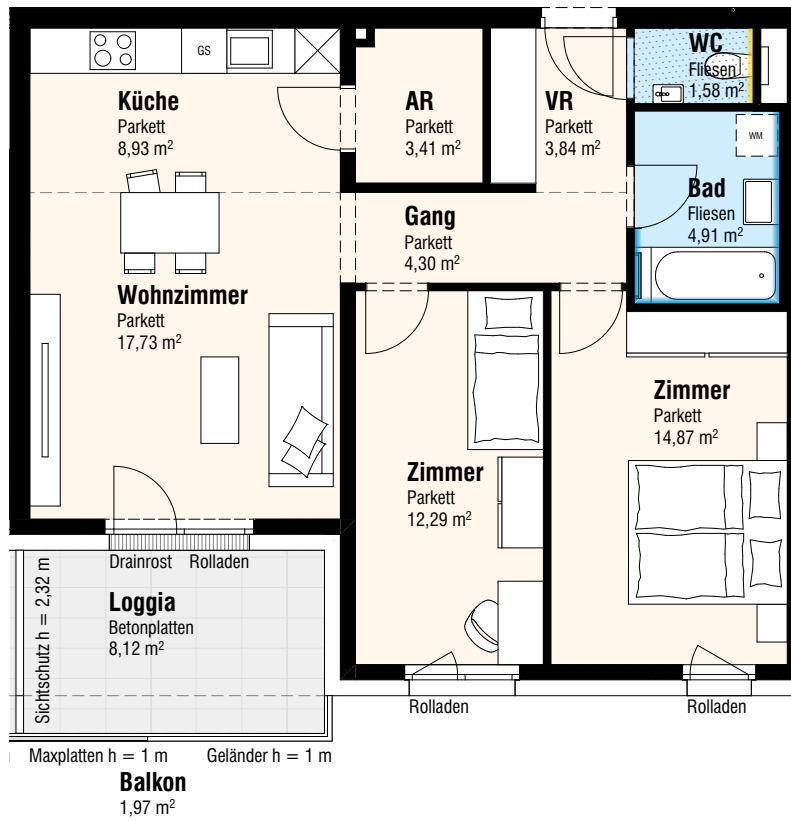 GS
Küche
Parkett
8,93 m²
AR
Parkett
3,41 m²
VR
Parkett
3,84 m²
WC
Fliesen
1,58 m²
WM
Bad
Fliesen
4,91 m²
Gang
Parkett
4,30 m²
Wohnzimmer
Parkett
17,73 m²
Zimmer
Parkett
12,29 m²
Zimmer
Parkett
14,87 m²
Drainrost Rolladen
Loggia
Betonplatten
8,12 m²
Sichtschutz h = 2,32 m
Rolladen
Rolladen
Maxplatten h = 1 m
Geländer h = 1 m
Balkon
1,97 m²